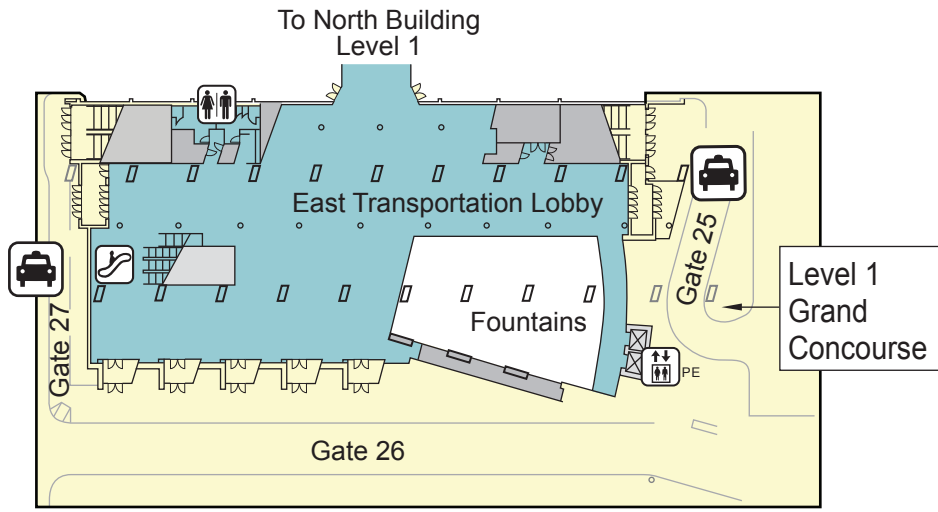 To North Building
Level 1
East Transportation Lobby
Gate 25
Level 1
Grand
Concourse
Fountains
Gate 27
PE
Gate 26